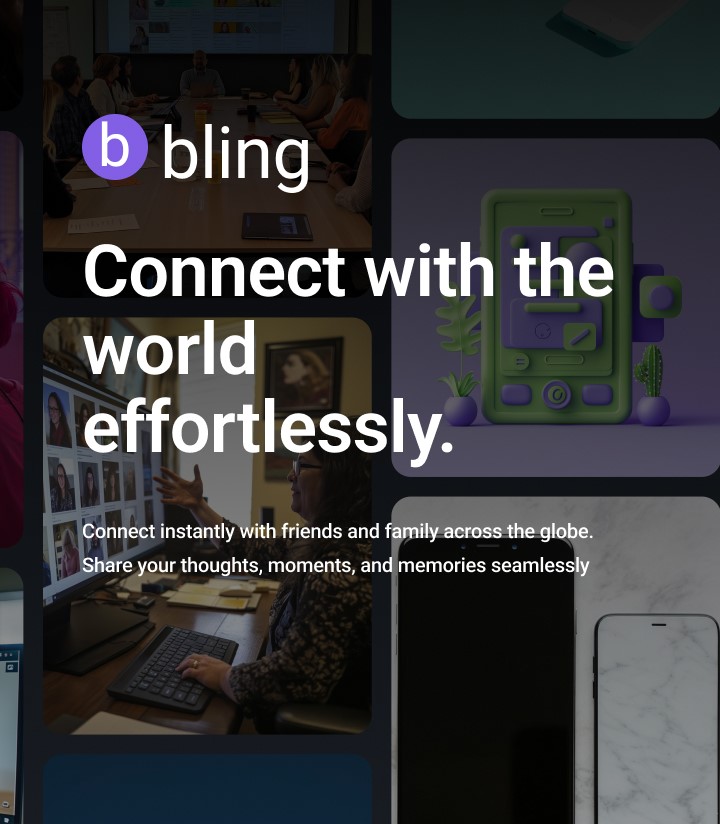 b bling
Connect with the
world
effortlessly.
Connect instantly with friends and family across the globe.
Share your thoughts, moments, and memories seamlessly